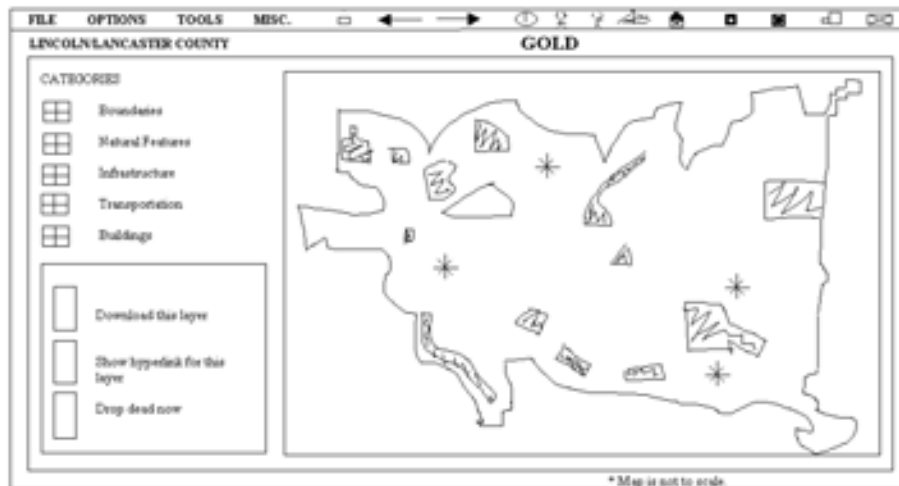 FILE OPTIONS TOOLS MISC.
LINCOLN/LANCASTER COUNTY GOLD
CATEGORIES
Boundaries
Natural Features
Infrastructure
Transportation
Buildings
Download this layer
Show hyperlink for this
layer
Drop dead now
* Map is not to scale.